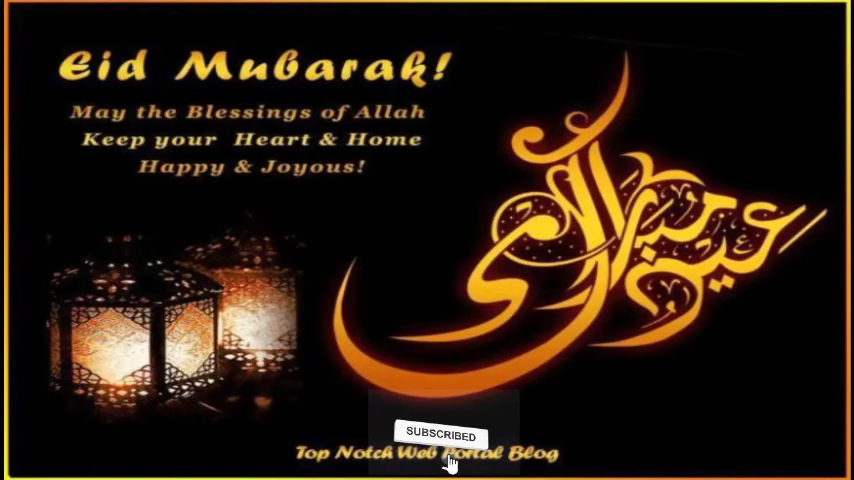 Eid Mubarak!
May the Blessings of Allah
Keep your Heart & Home
Happy & Joyous!
عيد مبارك
SUBSCRIBED
Top Notch Web Portal Blog